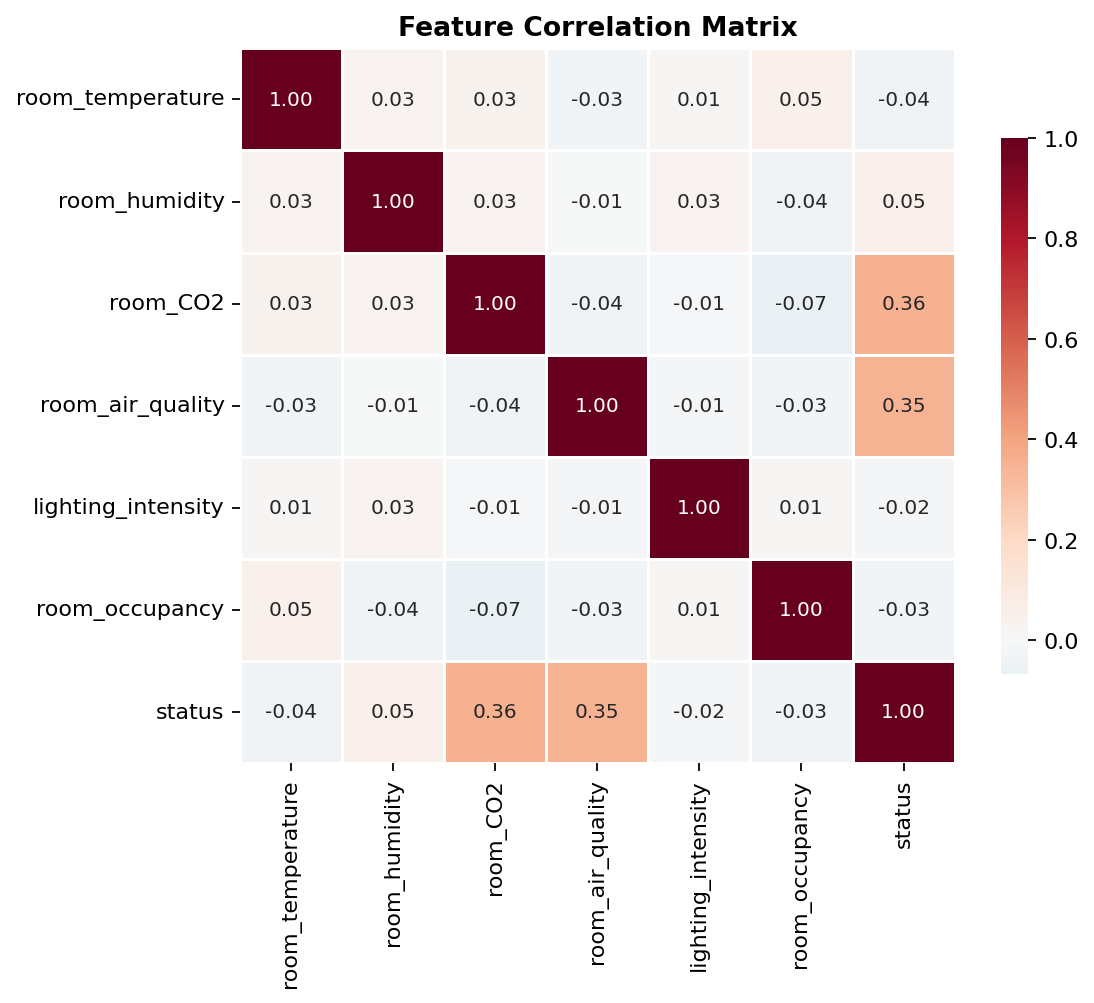 Feature Correlation Matrix
room_temperature 1.00 0.03 0.03 -0.03 0.01 0.05 -0.04
room_humidity 0.03 1.00 0.03 -0.01 0.03 -0.04 0.05
room_CO2 0.03 0.03 1.00 -0.04 -0.01 -0.07 0.36
room_air_quality -0.03 -0.01 -0.04 1.00 -0.01 -0.03 0.35
lighting_intensity 0.01 0.03 -0.01 -0.01 1.00 0.01 -0.02
room_occupancy 0.05 -0.04 -0.07 -0.03 0.01 1.00 -0.03
status -0.04 0.05 0.36 0.35 -0.02 -0.03 1.00
room_temperature
room_humidity
room_CO2
room_air_quality
lighting_intensity
room_occupancy
status
1.0
0.8
0.6
0.4
0.2
0.0